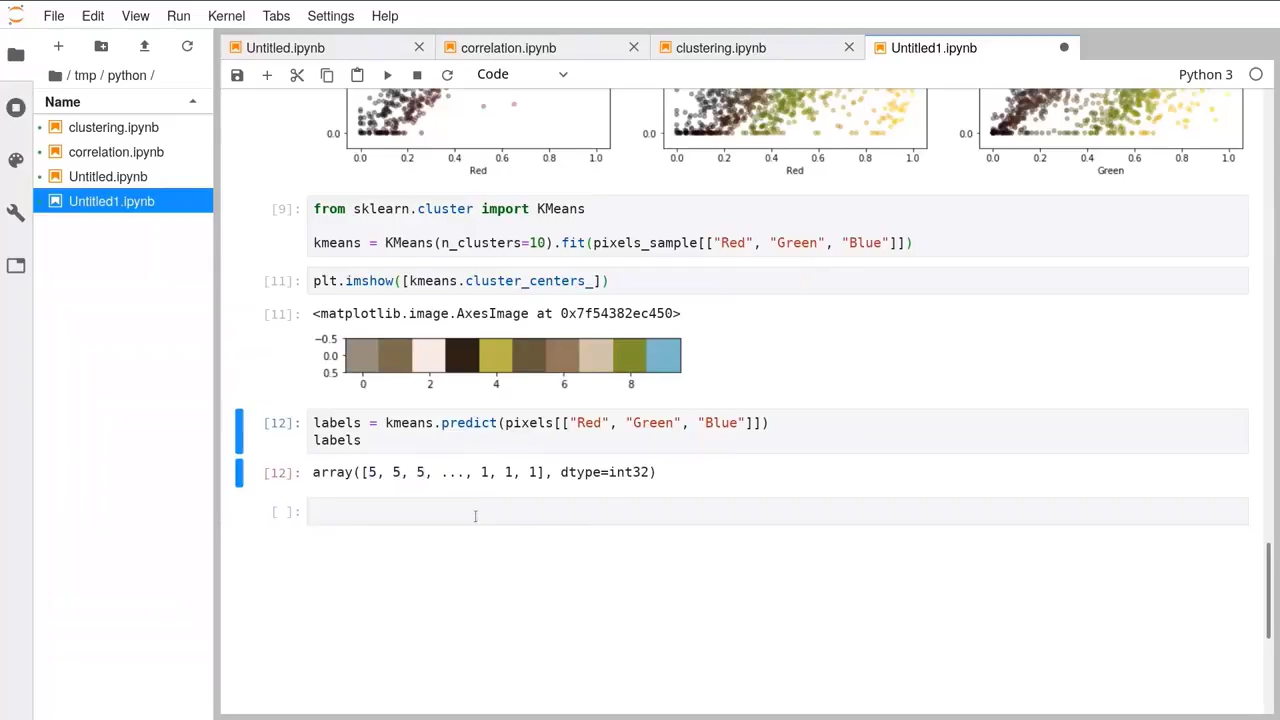 File Edit View Run Kernel Tabs Settings Help
Untitled.ipynb correlation.ipynb clustering.ipynb Untitled1.ipynb
Code Python 3
/ tmp / python /
Name
clustering.ipynb
correlation.ipynb
Untitled.ipynb
Untitled1.ipynb
0.0 0.0 0.0
0.0 0.2 0.4 0.6 0.8 1.0 0.0 0.2 0.4 0.6 0.8 1.0 0.0 0.2 0.4 0.6 0.8 1.0
Red Red Green
[9]: from sklearn.cluster import KMeans
kmeans = KMeans(n_clusters=10).fit(pixels_sample[["Red", "Green", "Blue"]])
[11]: plt.imshow([kmeans.cluster_centers_])
[11]: <matplotlib.image.AxesImage at 0x7f54382ec450>
−0.5
0.0
0.5
0 2 4 6 8
[12]: labels = kmeans.predict(pixels[["Red", "Green", "Blue"]])
labels
[12]: array([5, 5, 5, ..., 1, 1, 1], dtype=int32)
[ ]: